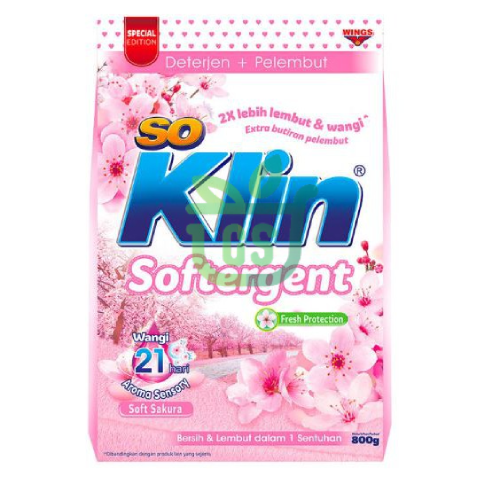 SPECIAL
EDITION
WINGS
Deterjen + Pelembut
2X lebih lembut & wangi*
Extra butiran pelembut
SO
Klin®
Softergent
Fresh Protection
Wangi
21 hari
Aroma Sensory
Soft Sakura
Bersih & Lembut dalam 1 Sentuhan
800g
*Dibandingkan dengan produk lain yang sejenis